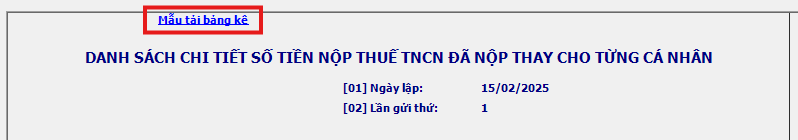 Mẫu tải bảng kê
DANH SÁCH CHI TIẾT SỐ TIỀN NỘP THUẾ TNCN ĐÃ NỘP THAY CHO TỪNG CÁ NHÂN
[01] Ngày lập: 15/02/2025
[02] Lần gửi thứ: 1